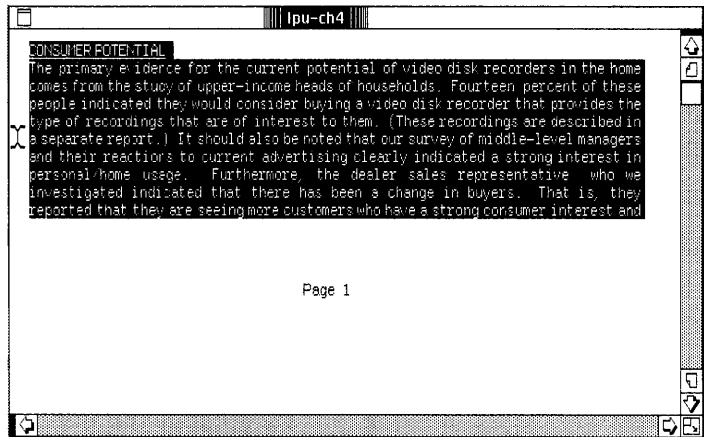 lpu-ch4
CONSUMER POTENTIAL
The primary evidence for the current potential of video disk recorders in the home
comes from the study of upper-income heads of households. Fourteen percent of these
people indicated they would consider buying a video disk recorder that provides the
type of recordings that are of interest to them. (These recordings are described in
a separate report.) It should also be noted that our survey of middle-level managers
and their reactions to current advertising clearly indicated a strong interest in
personal/home usage. Furthermore, the dealer sales representative who we
investigated indicated that there has been a change in buyers. That is, they
reported that they are seeing more customers who have a strong consumer interest and
Page 1